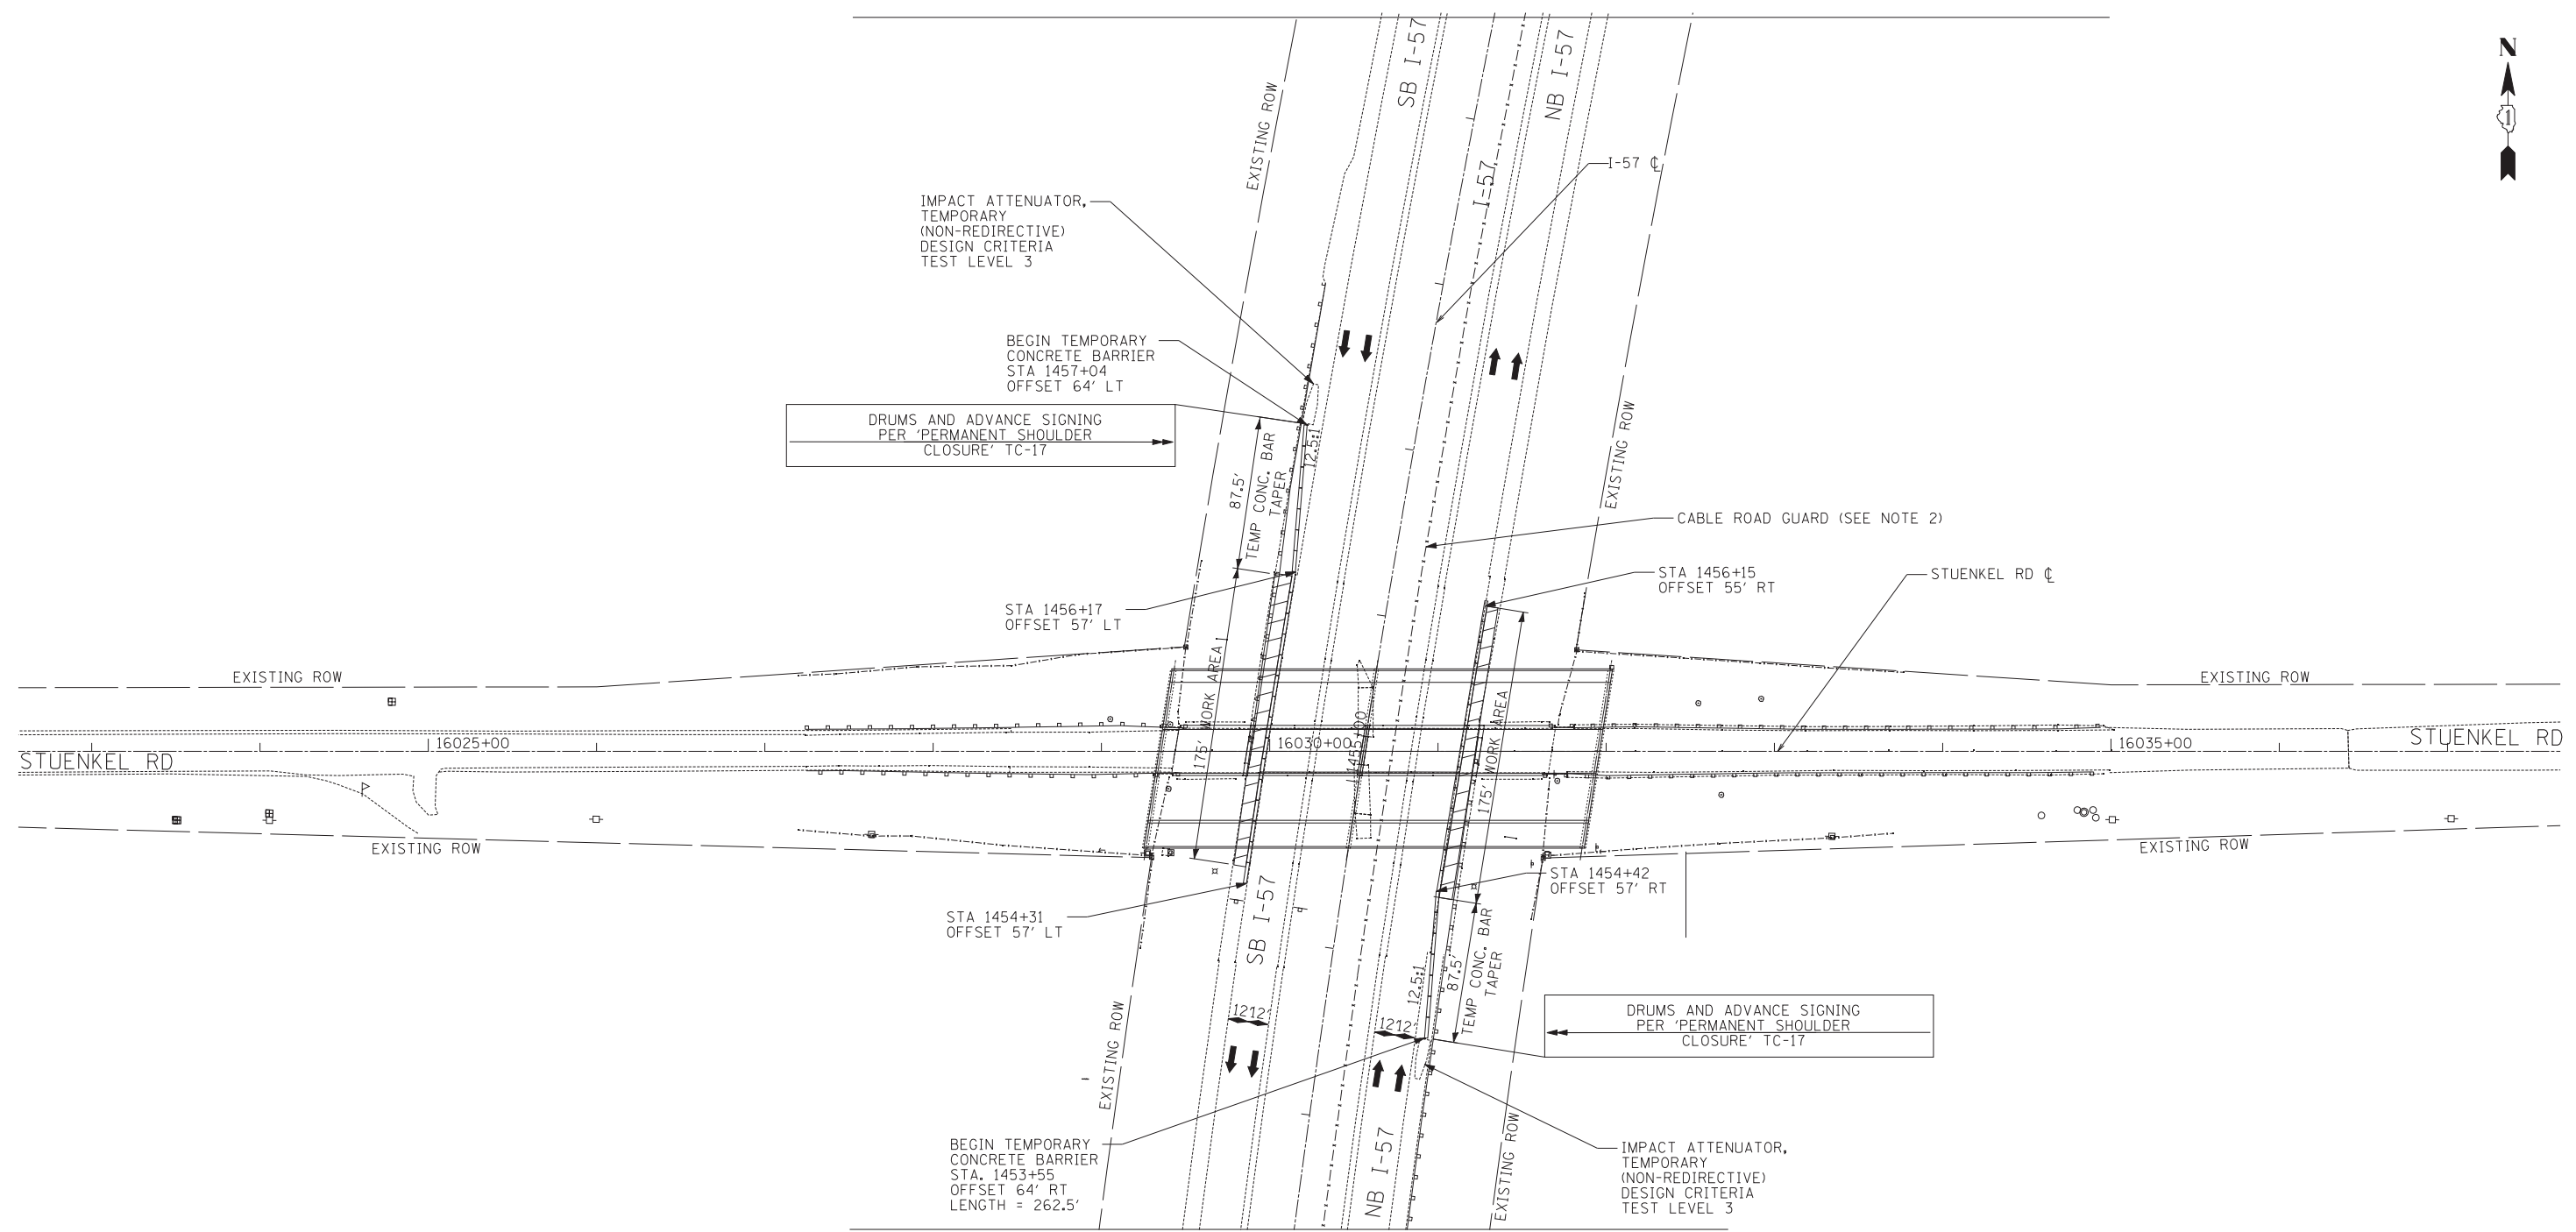 SB I-57
NB I-57
N
1
EXISTING ROW
I-57
I-57 ℄
IMPACT ATTENUATOR,
TEMPORARY
(NON-REDIRECTIVE)
DESIGN CRITERIA
TEST LEVEL 3
BEGIN TEMPORARY
CONCRETE BARRIER
STA 1457+04
OFFSET 64' LT
DRUMS AND ADVANCE SIGNING
PER 'PERMANENT SHOULDER
CLOSURE' TC-17
12.5:1
87.5'
TEMP CONC. BAR
TAPER
EXISTING ROW
CABLE ROAD GUARD (SEE NOTE 2)
STA 1456+15
OFFSET 55' RT
STUENKEL RD ℄
STA 1456+17
OFFSET 57' LT
EXISTING ROW
175' WORK AREA
175' WORK AREA
EXISTING ROW
STUENKEL RD
16025+00
16030+00
1455+00
16035+00
STUENKEL RD
EXISTING ROW
EXISTING ROW
STA 1454+42
OFFSET 57' RT
STA 1454+31
OFFSET 57' LT
SB I-57
12.5:1
87.5'
TEMP CONC. BAR
TAPER
12'
12'
12'
12'
DRUMS AND ADVANCE SIGNING
PER 'PERMANENT SHOULDER
CLOSURE' TC-17
EXISTING ROW
BEGIN TEMPORARY
CONCRETE BARRIER
STA. 1453+55
OFFSET 64' RT
LENGTH = 262.5'
NB I-57
EXISTING ROW
IMPACT ATTENUATOR,
TEMPORARY
(NON-REDIRECTIVE)
DESIGN CRITERIA
TEST LEVEL 3